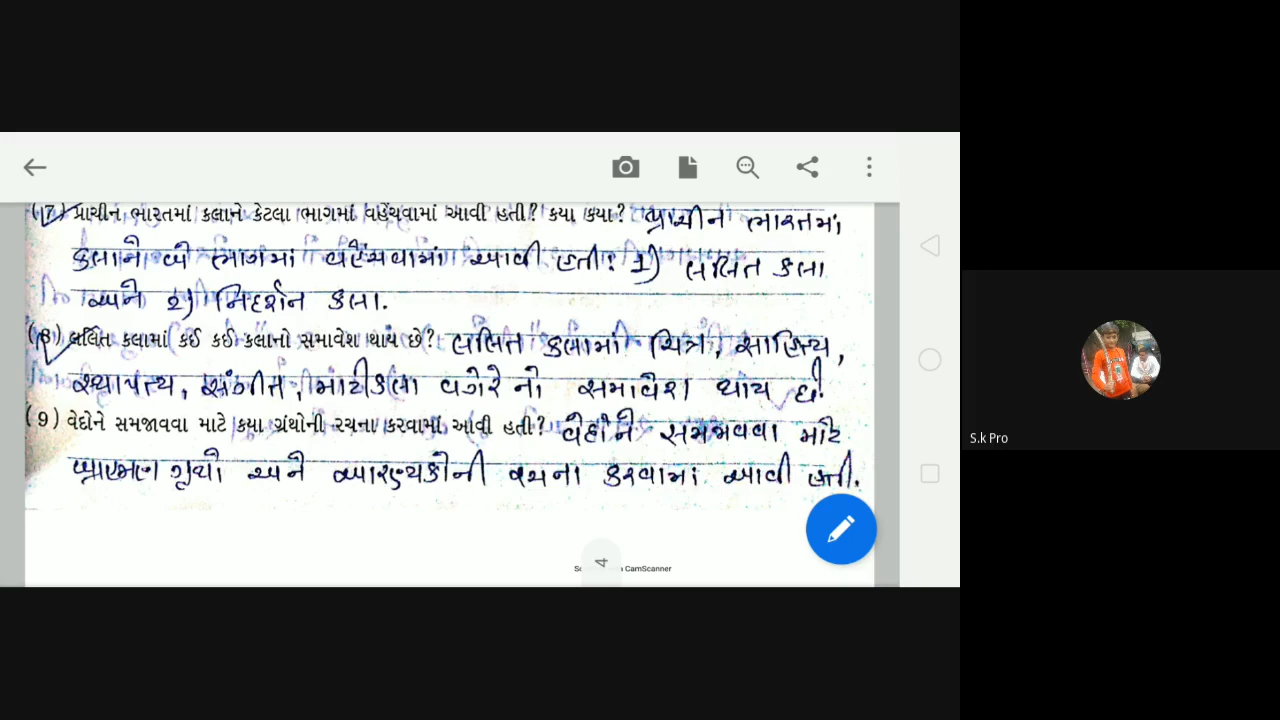 (7) પ્રાચીન ભારતમાં કલાને કેટલા ભાગમાં વહેંચવામાં આવી હતી? કયા કયા? પ્રાચીન ભારતમાં
કલાને બે ભાગમાં વહેંચવામાં આવી હતી: 1) લલિત કલા
અને 2) નિદર્શન કલા.
(8) લલિત કલામાં કઈ કઈ કલાનો સમાવેશ થાય છે? લલિત કલામાં ચિત્ર, સાહિત્ય,
સ્થાપત્ય, સંગીત, માટીકલા વગેરેનો સમાવેશ થાય છે.
(9) વેદોને સમજાવવા માટે કયા ગ્રંથોની રચના કરવામાં આવી હતી? વેદોને સમજાવવા માટે
બ્રાહ્મણ ગ્રંથો અને આરણ્યકોની રચના કરવામાં આવી હતી.
4
CamScanner
S.k Pro